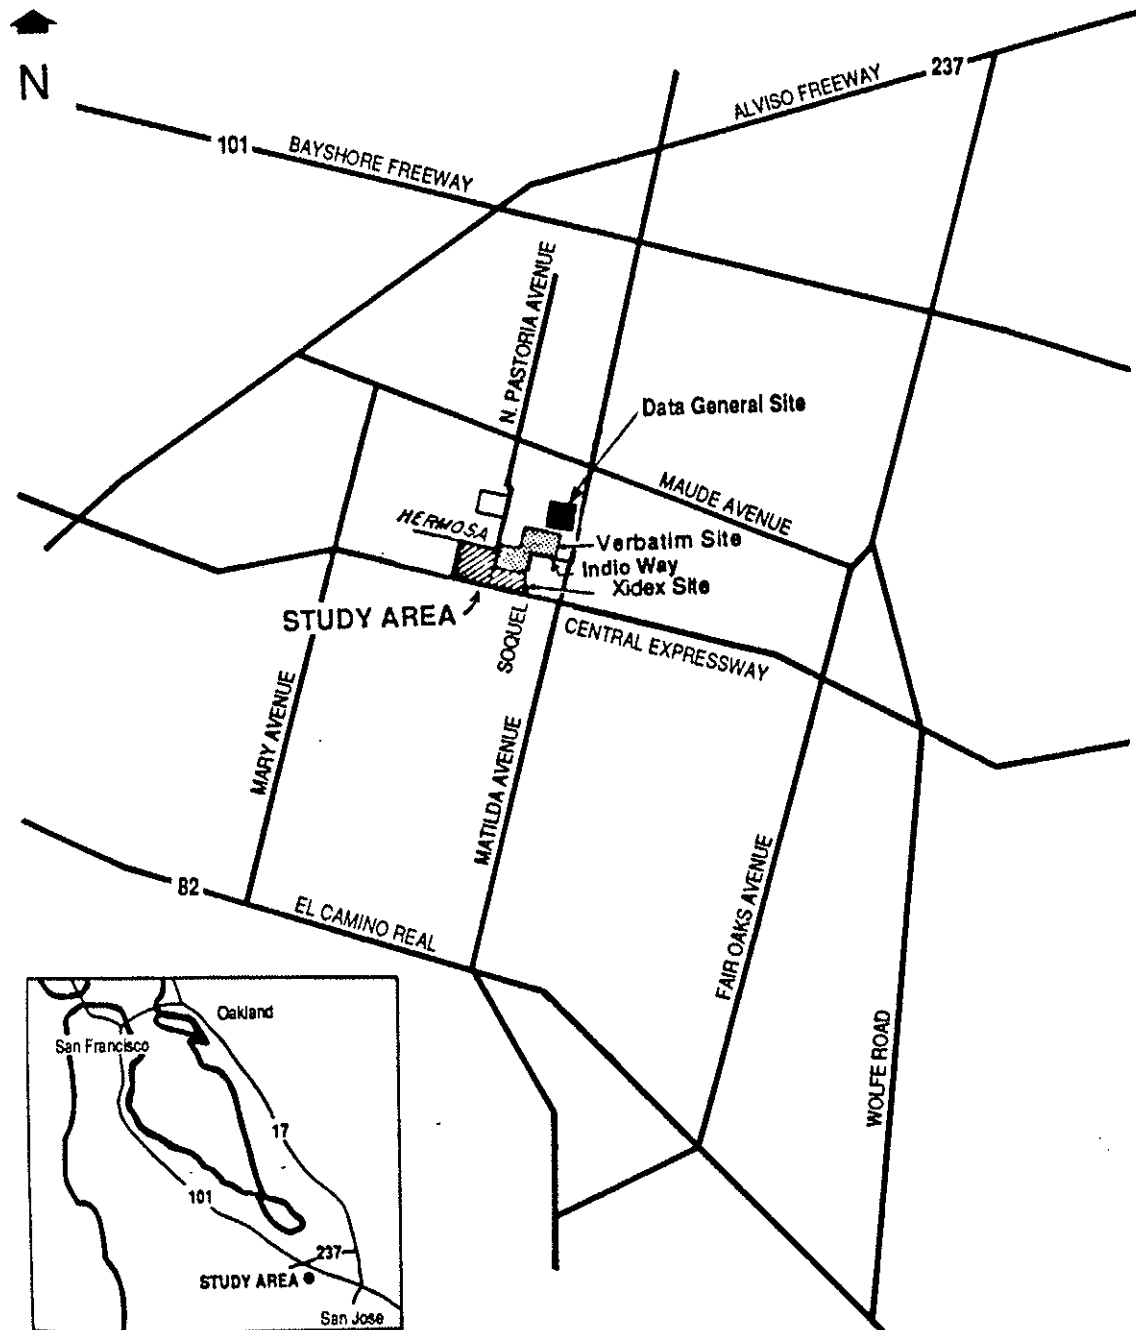 N
237
ALVISO FREEWAY
101
BAYSHORE FREEWAY
N. PASTORIA AVENUE
Data General Site
MAUDE AVENUE
HERMOSA
Verbatim Site
Indio Way
Xidex Site
STUDY AREA
SOQUEL
CENTRAL EXPRESSWAY
MARY AVENUE
MATILDA AVENUE
FAIR OAKS AVENUE
82
EL CAMINO REAL
WOLFE ROAD
Oakland
San Francisco
17
101
237
STUDY AREA
San Jose